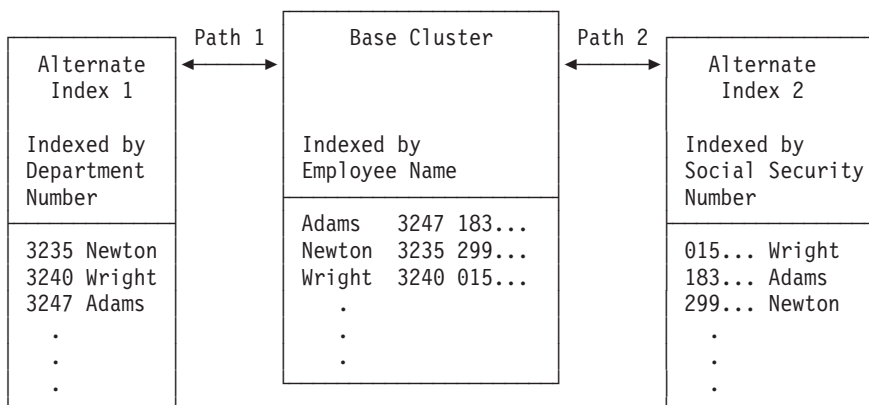 Path 1
Base Cluster
Path 2
Alternate
Index 1
Indexed by
Department
Number
3235 Newton
3240 Wright
3247 Adams
.
.
.
Indexed by
Employee Name
Adams 3247 183...
Newton 3235 299...
Wright 3240 015...
.
.
.
Alternate
Index 2
Indexed by
Social Security
Number
015... Wright
183... Adams
299... Newton
.
.
.